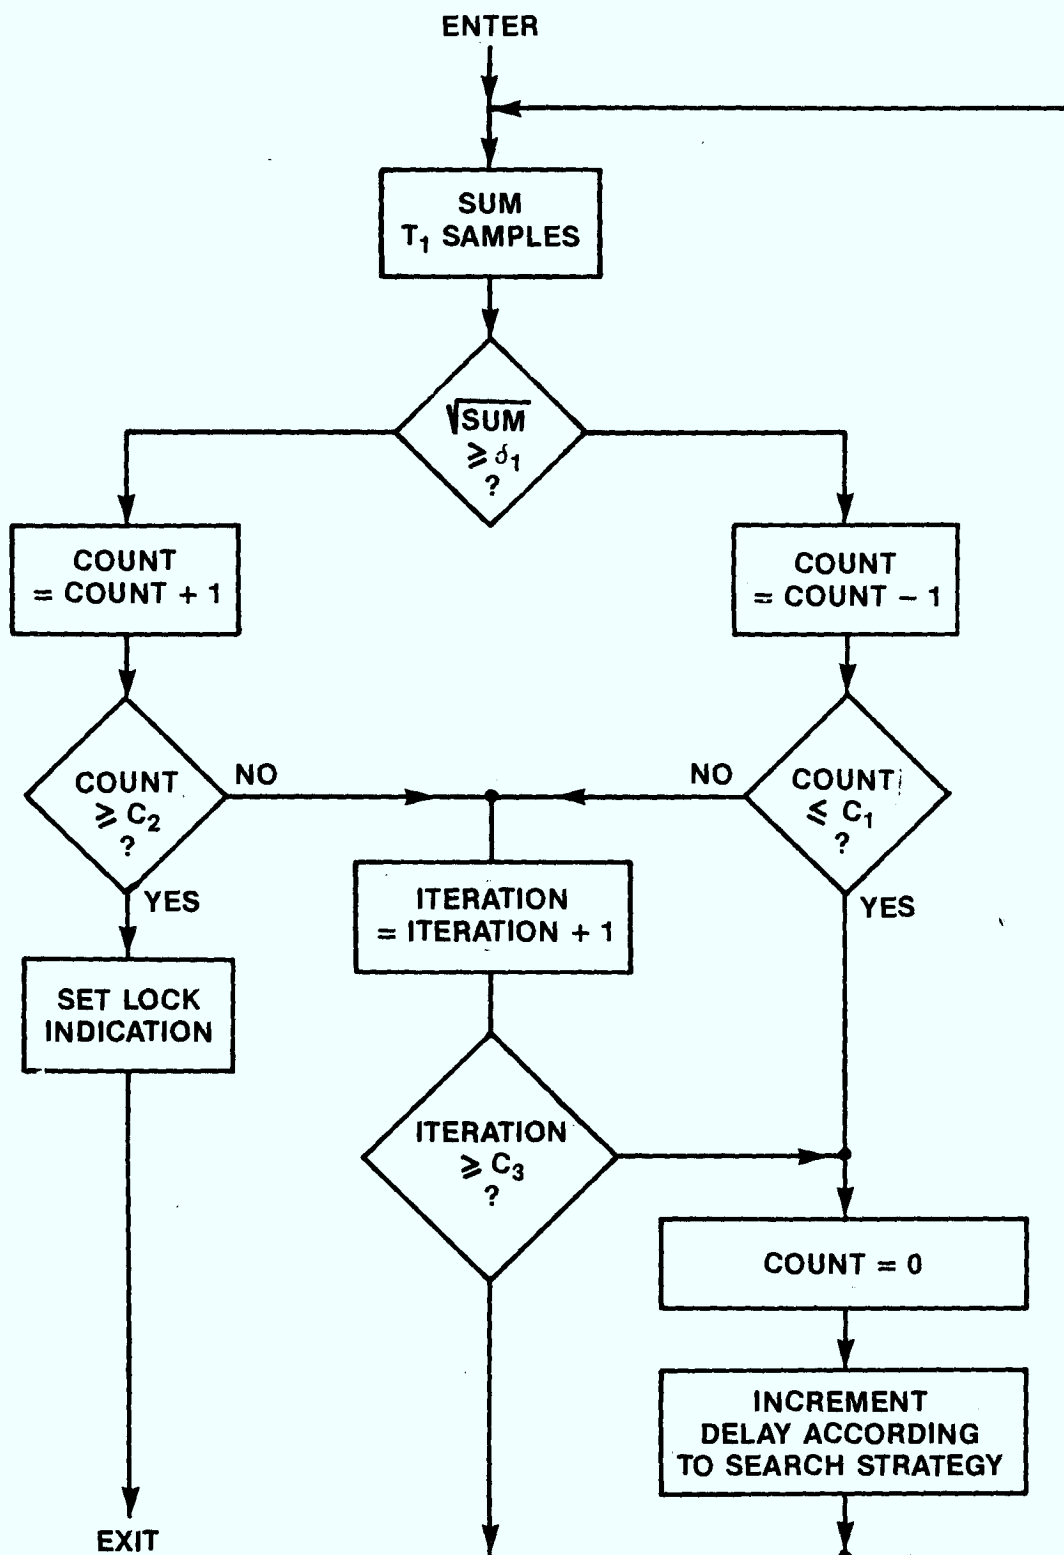 ENTER
SUM
T₁ SAMPLES
√SUM
≥ δ₁
?
COUNT
= COUNT + 1
COUNT
= COUNT − 1
COUNT
≥ C₂
?
NO
NO
COUNT
≤ C₁
?
YES
ITERATION
= ITERATION + 1
YES
SET LOCK
INDICATION
ITERATION
≥ C₃
?
COUNT = 0
INCREMENT
DELAY ACCORDING
TO SEARCH STRATEGY
EXIT